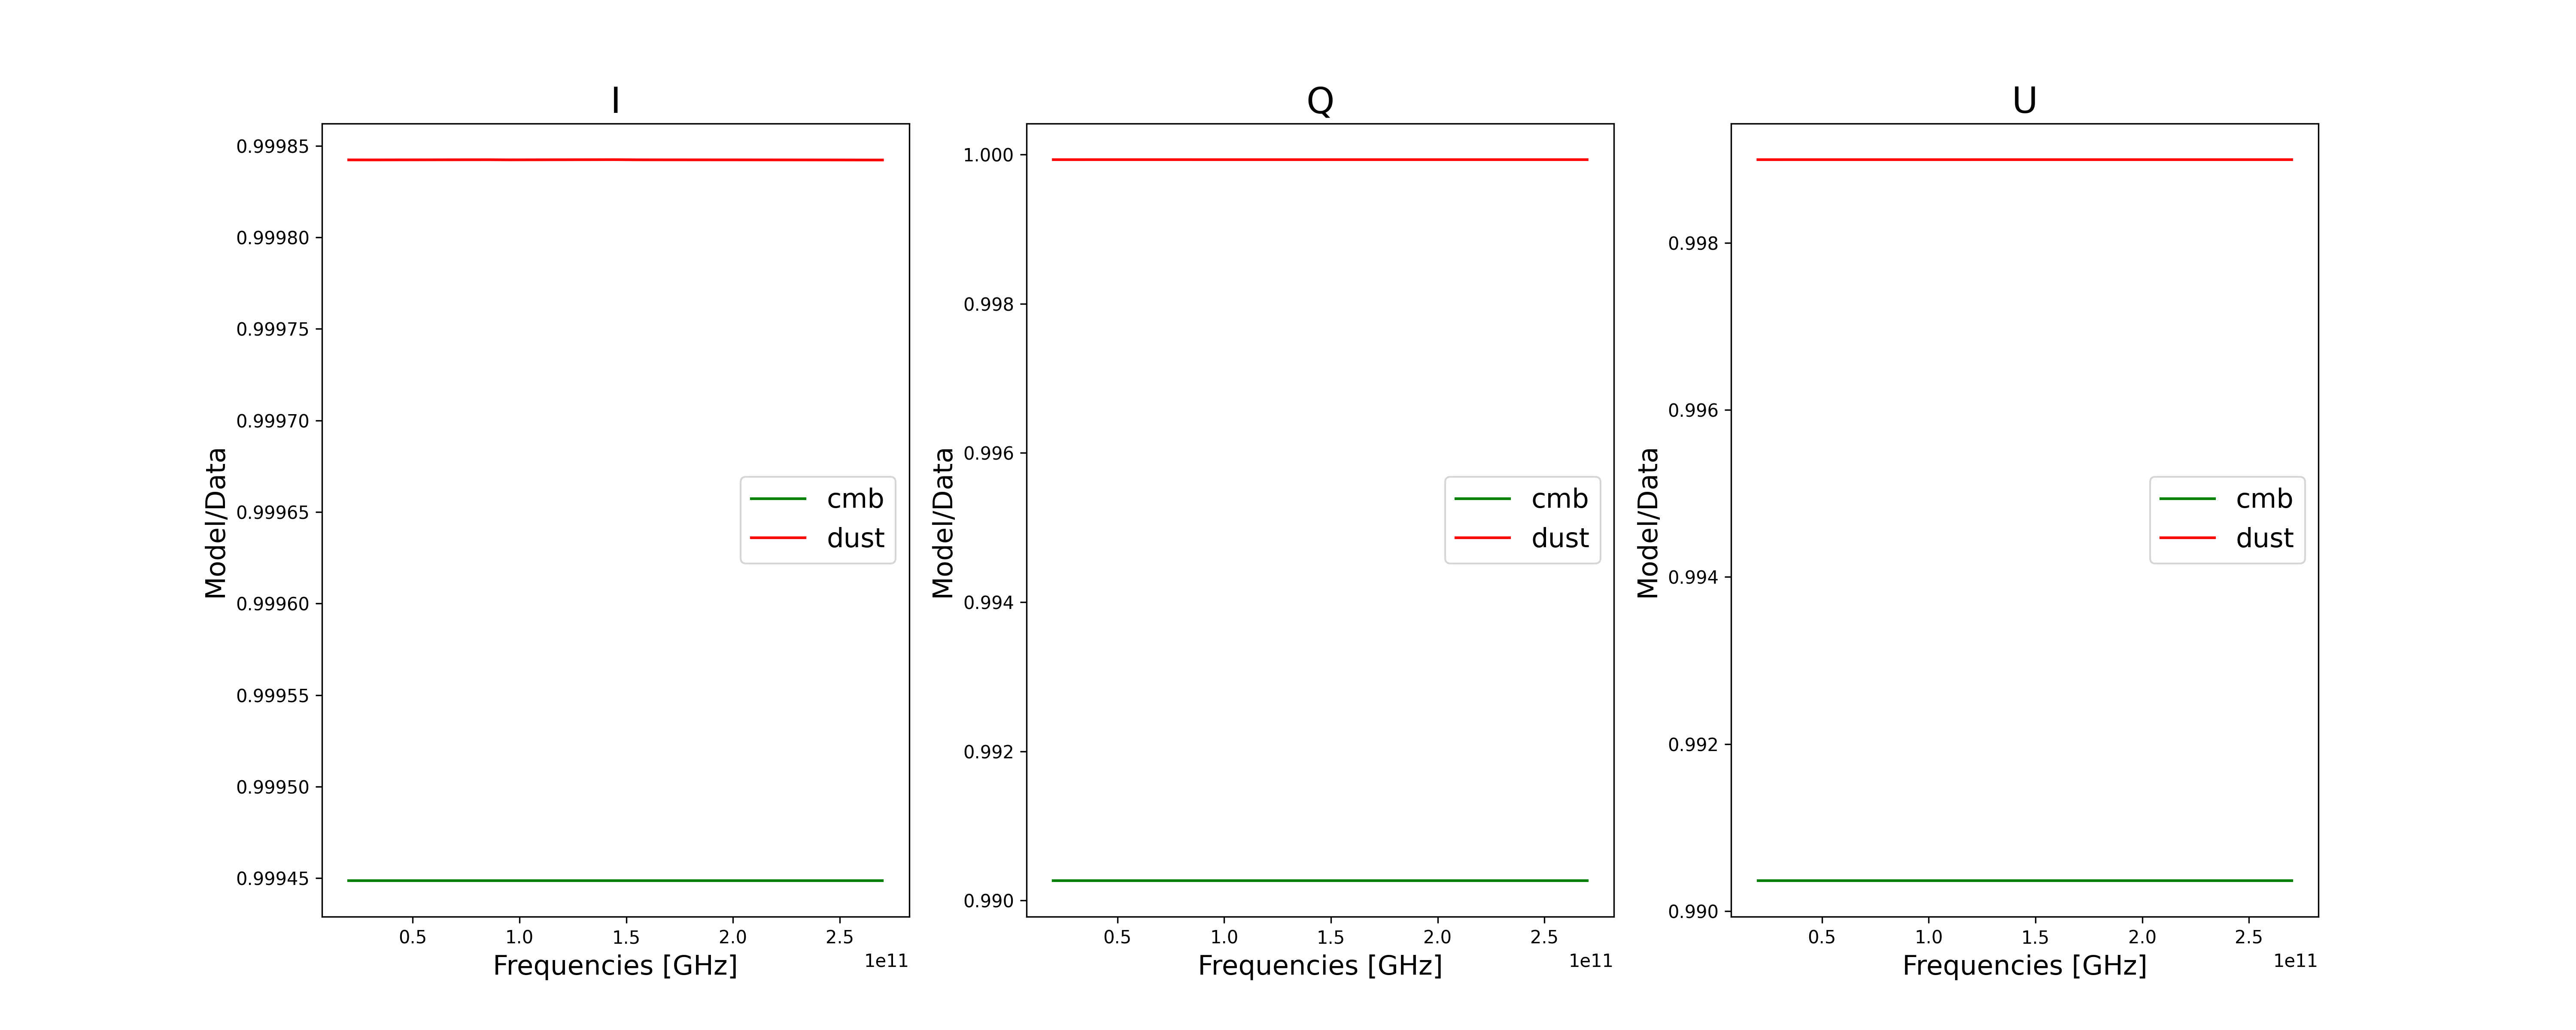 I
Model/Data
0.99985
0.99980
0.99975
0.99970
0.99965
0.99960
0.99955
0.99950
0.99945
cmb
dust
0.5 1.0 1.5 2.0 2.5
1e11
Frequencies [GHz]
Q
Model/Data
1.000
0.998
0.996
0.994
0.992
0.990
cmb
dust
0.5 1.0 1.5 2.0 2.5
1e11
Frequencies [GHz]
U
Model/Data
0.998
0.996
0.994
0.992
0.990
cmb
dust
0.5 1.0 1.5 2.0 2.5
1e11
Frequencies [GHz]